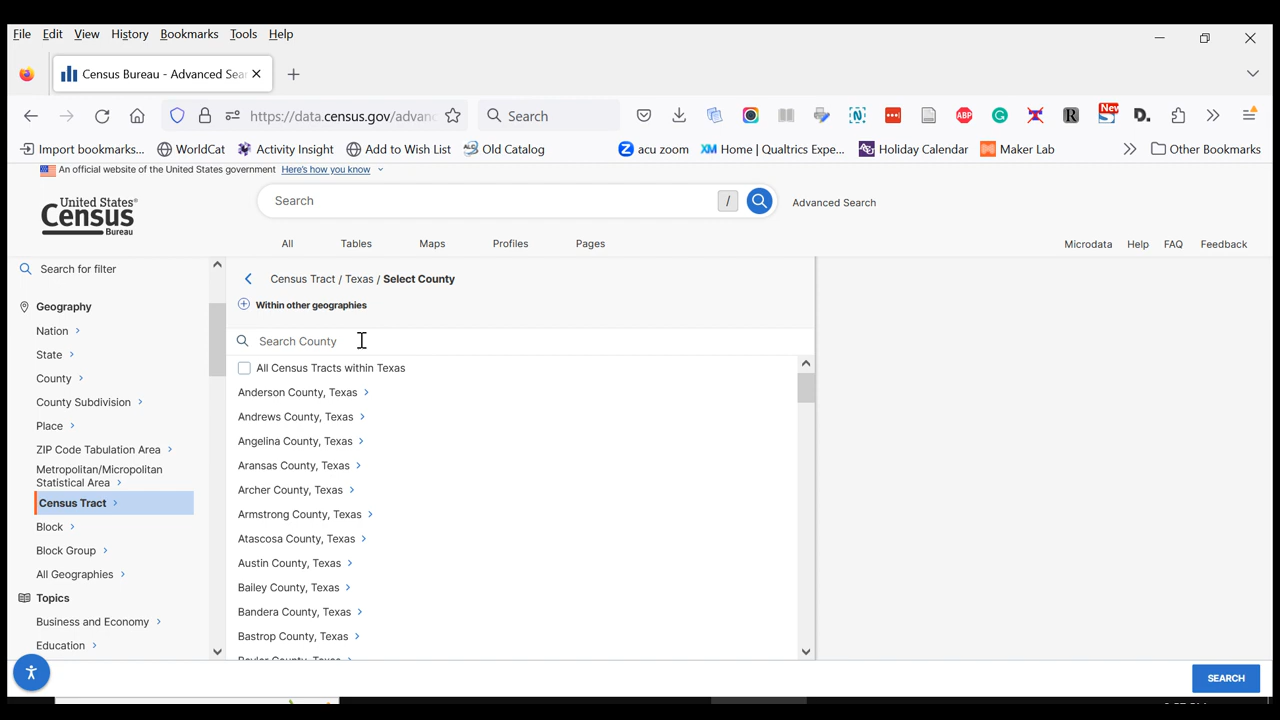 File Edit View History Bookmarks Tools Help
Census Bureau - Advanced Sear
https://data.census.gov/advanc
Search
New
ABP
Import bookmarks... WorldCat Activity Insight Add to Wish List Old Catalog acu zoom Home | Qualtrics Expe... Holiday Calendar Maker Lab Other Bookmarks
An official website of the United States government Here's how you know
United States®
Census
Bureau
Search / Advanced Search
All Tables Maps Profiles Pages Microdata Help FAQ Feedback
Search for filter
Geography
Nation
State
County
County Subdivision
Place
ZIP Code Tabulation Area
Metropolitan/Micropolitan
Statistical Area
Census Tract
Block
Block Group
All Geographies
Topics
Business and Economy
Education
Census Tract / Texas / Select County
Within other geographies
Search County
All Census Tracts within Texas
Anderson County, Texas
Andrews County, Texas
Angelina County, Texas
Aransas County, Texas
Archer County, Texas
Armstrong County, Texas
Atascosa County, Texas
Austin County, Texas
Bailey County, Texas
Bandera County, Texas
Bastrop County, Texas
SEARCH